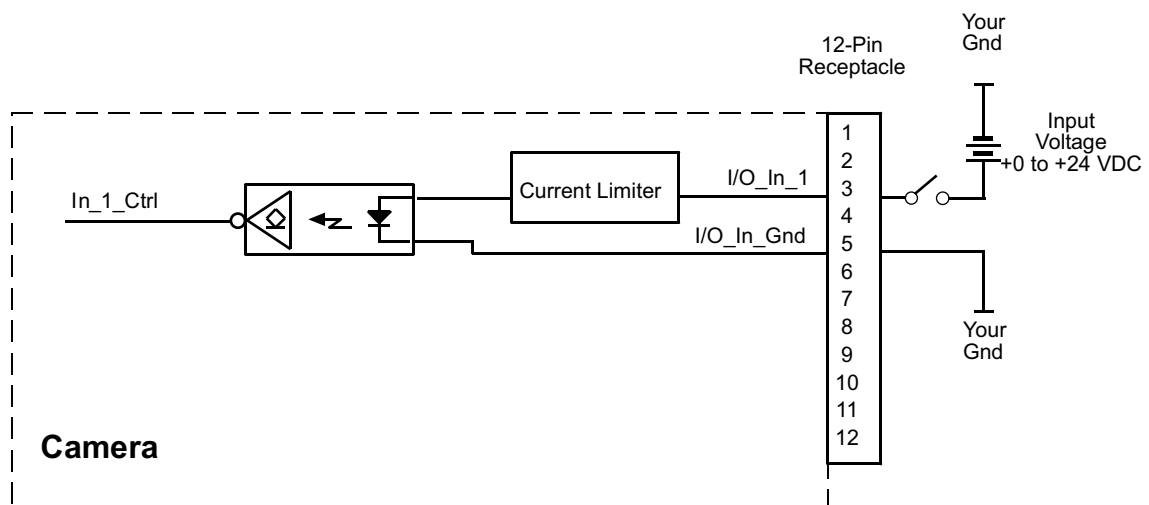 Your
Gnd
12-Pin
Receptacle
Input
Voltage
+0 to +24 VDC
1
2
3
4
5
6
7
8
9
10
11
12
I/O_In_1
Current Limiter
In_1_Ctrl
I/O_In_Gnd
Your
Gnd
Camera